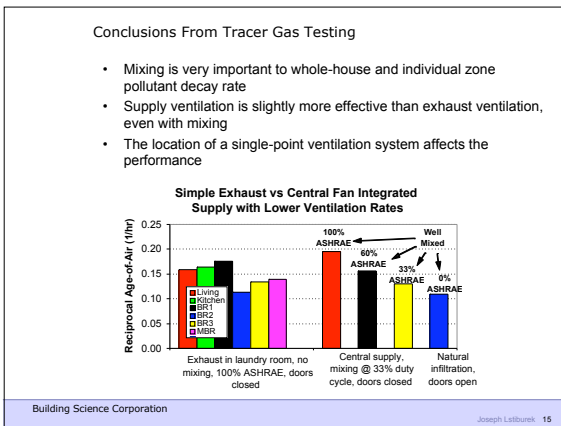 Conclusions From Tracer Gas Testing
• Mixing is very important to whole-house and individual zone
pollutant decay rate
• Supply ventilation is slightly more effective than exhaust ventilation,
even with mixing
• The location of a single-point ventilation system affects the
performance
Simple Exhaust vs Central Fan Integrated
Supply with Lower Ventilation Rates
Reciprocal Age-of-Air (1/hr)
0.25
0.20
0.15
0.10
0.05
0.00
Living
Kitchen
BR1
BR2
BR3
MBR
100%
ASHRAE
60%
ASHRAE
33%
ASHRAE
0%
ASHRAE
Well
Mixed
Exhaust in laundry room, no
mixing, 100% ASHRAE, doors
closed
Central supply,
mixing @ 33% duty
cycle, doors closed
Natural
infiltration,
doors open
Building Science Corporation
Joseph Lstiburek 15